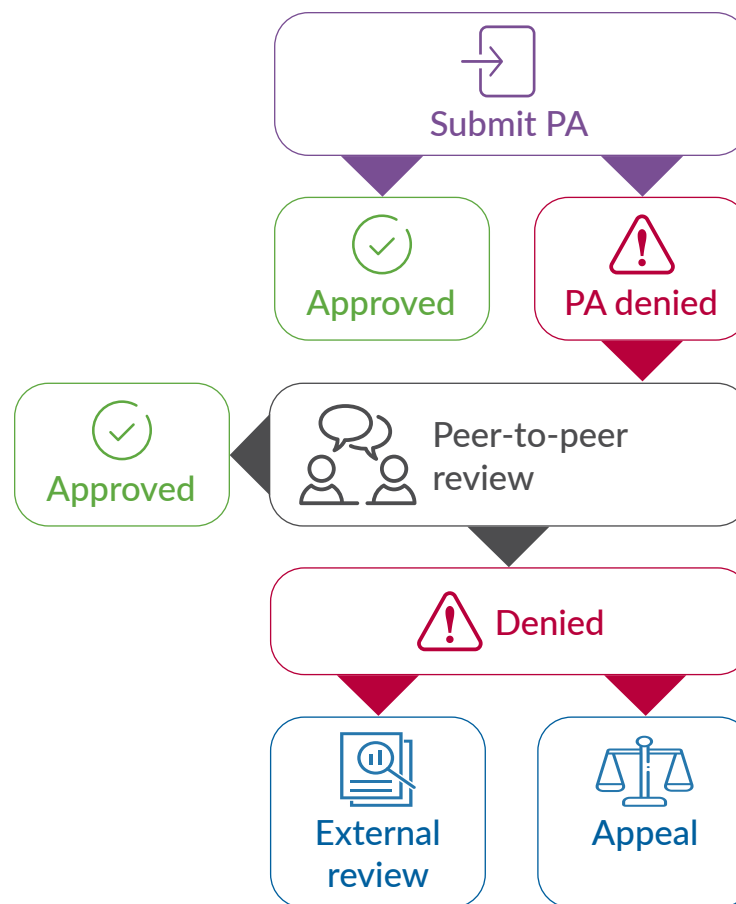 Submit PA
Approved
PA denied
Approved
Peer-to-peer
review
Denied
External
review
Appeal